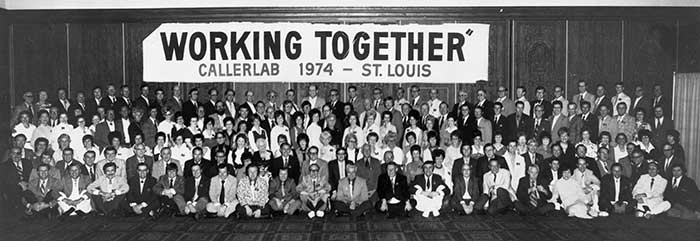 WORKING TOGETHER"
CALLERLAB 1974 – ST. LOUIS